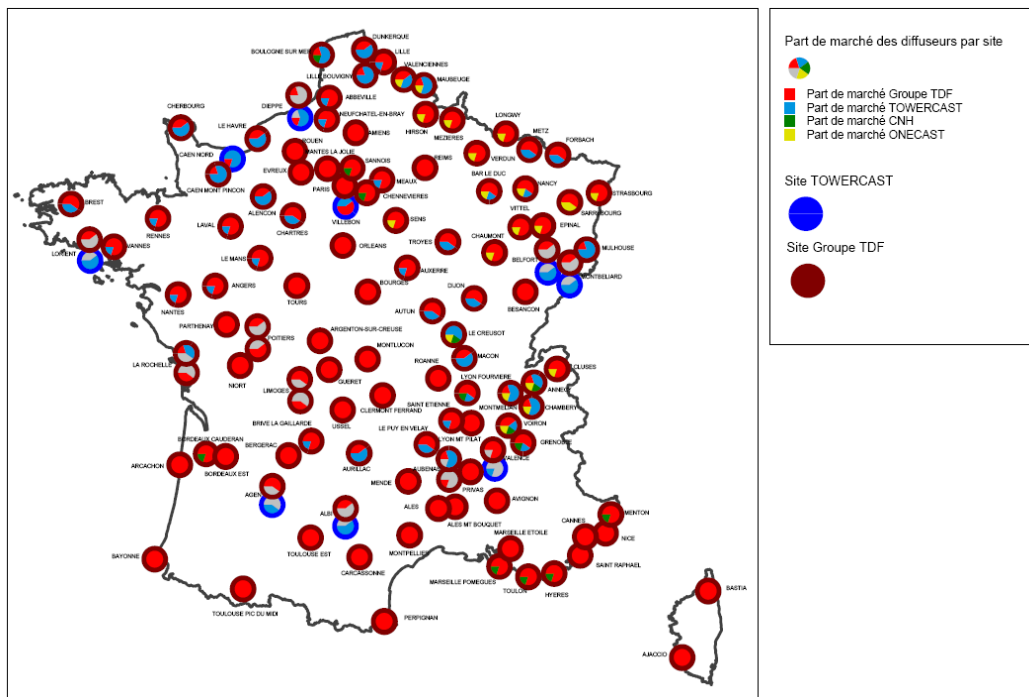 DUNKERQUE
BOULOGNE SUR MER
LILLE
VALENCIENNES
LILLE BOUVIGNY
MAUBEUGE
DIEPPE
ABBEVILLE
CHERBOURG
NEUFCHATEL-EN-BRAY
LE HAVRE
AMIENS
HIRSON
MEZIERES
LONGWY
METZ
FORBACH
ROUEN
CAEN NORD
MANTES LA JOLIE
SANNOIS
REIMS
VERDUN
EVREUX
CAEN MONT PINCON
PARIS
MEAUX
BAR LE DUC
NANCY
STRASBOURG
CHENNEVIERES
BREST
ALENCON
VILLEBON
VITTEL
SARREBOURG
RENNES
LAVAL
CHARTRES
SENS
CHAUMONT
EPINAL
VANNES
TROYES
MULHOUSE
LORIENT
ORLEANS
LE MANS
BELFORT
AUXERRE
MONTBELIARD
BOURGES
DIJON
ANGERS
TOURS
BESANCON
NANTES
AUTUN
PARTHENAY
ARGENTON-SUR-CREUSE
LE CREUSOT
POITIERS
MONTLUCON
MACON
LA ROCHELLE
ROANNE
CLUSES
LYON FOURVIERE
NIORT
GUERET
ANNECY
LIMOGES
SAINT ETIENNE
MONTMELIAN
CHAMBERY
CLERMONT FERRAND
BRIVE LA GAILLARDE
USSEL
LE PUY EN VELAY
VOIRON
LYON MT PILAT
GRENOBLE
BORDEAUX CAUDERAN
BERGERAC
VALENCE
ARCACHON
AURILLAC
AUBENAS
BORDEAUX EST
MENDE
PRIVAS
AGEN
AVIGNON
ALBI
ALES
MENTON
ALES MT BOUQUET
CANNES
MARSEILLE ETOILE
NICE
TOULOUSE EST
MONTPELLIER
BAYONNE
CARCASSONNE
SAINT RAPHAEL
MARSEILLE POMEGUES
TOULON
HYERES
TOULOUSE PIC DU MIDI
BASTIA
PERPIGNAN
AJACCIO
Part de marché des diffuseurs par site
Part de marché Groupe TDF
Part de marché TOWERCAST
Part de marché CNH
Part de marché ONECAST
Site TOWERCAST
Site Groupe TDF